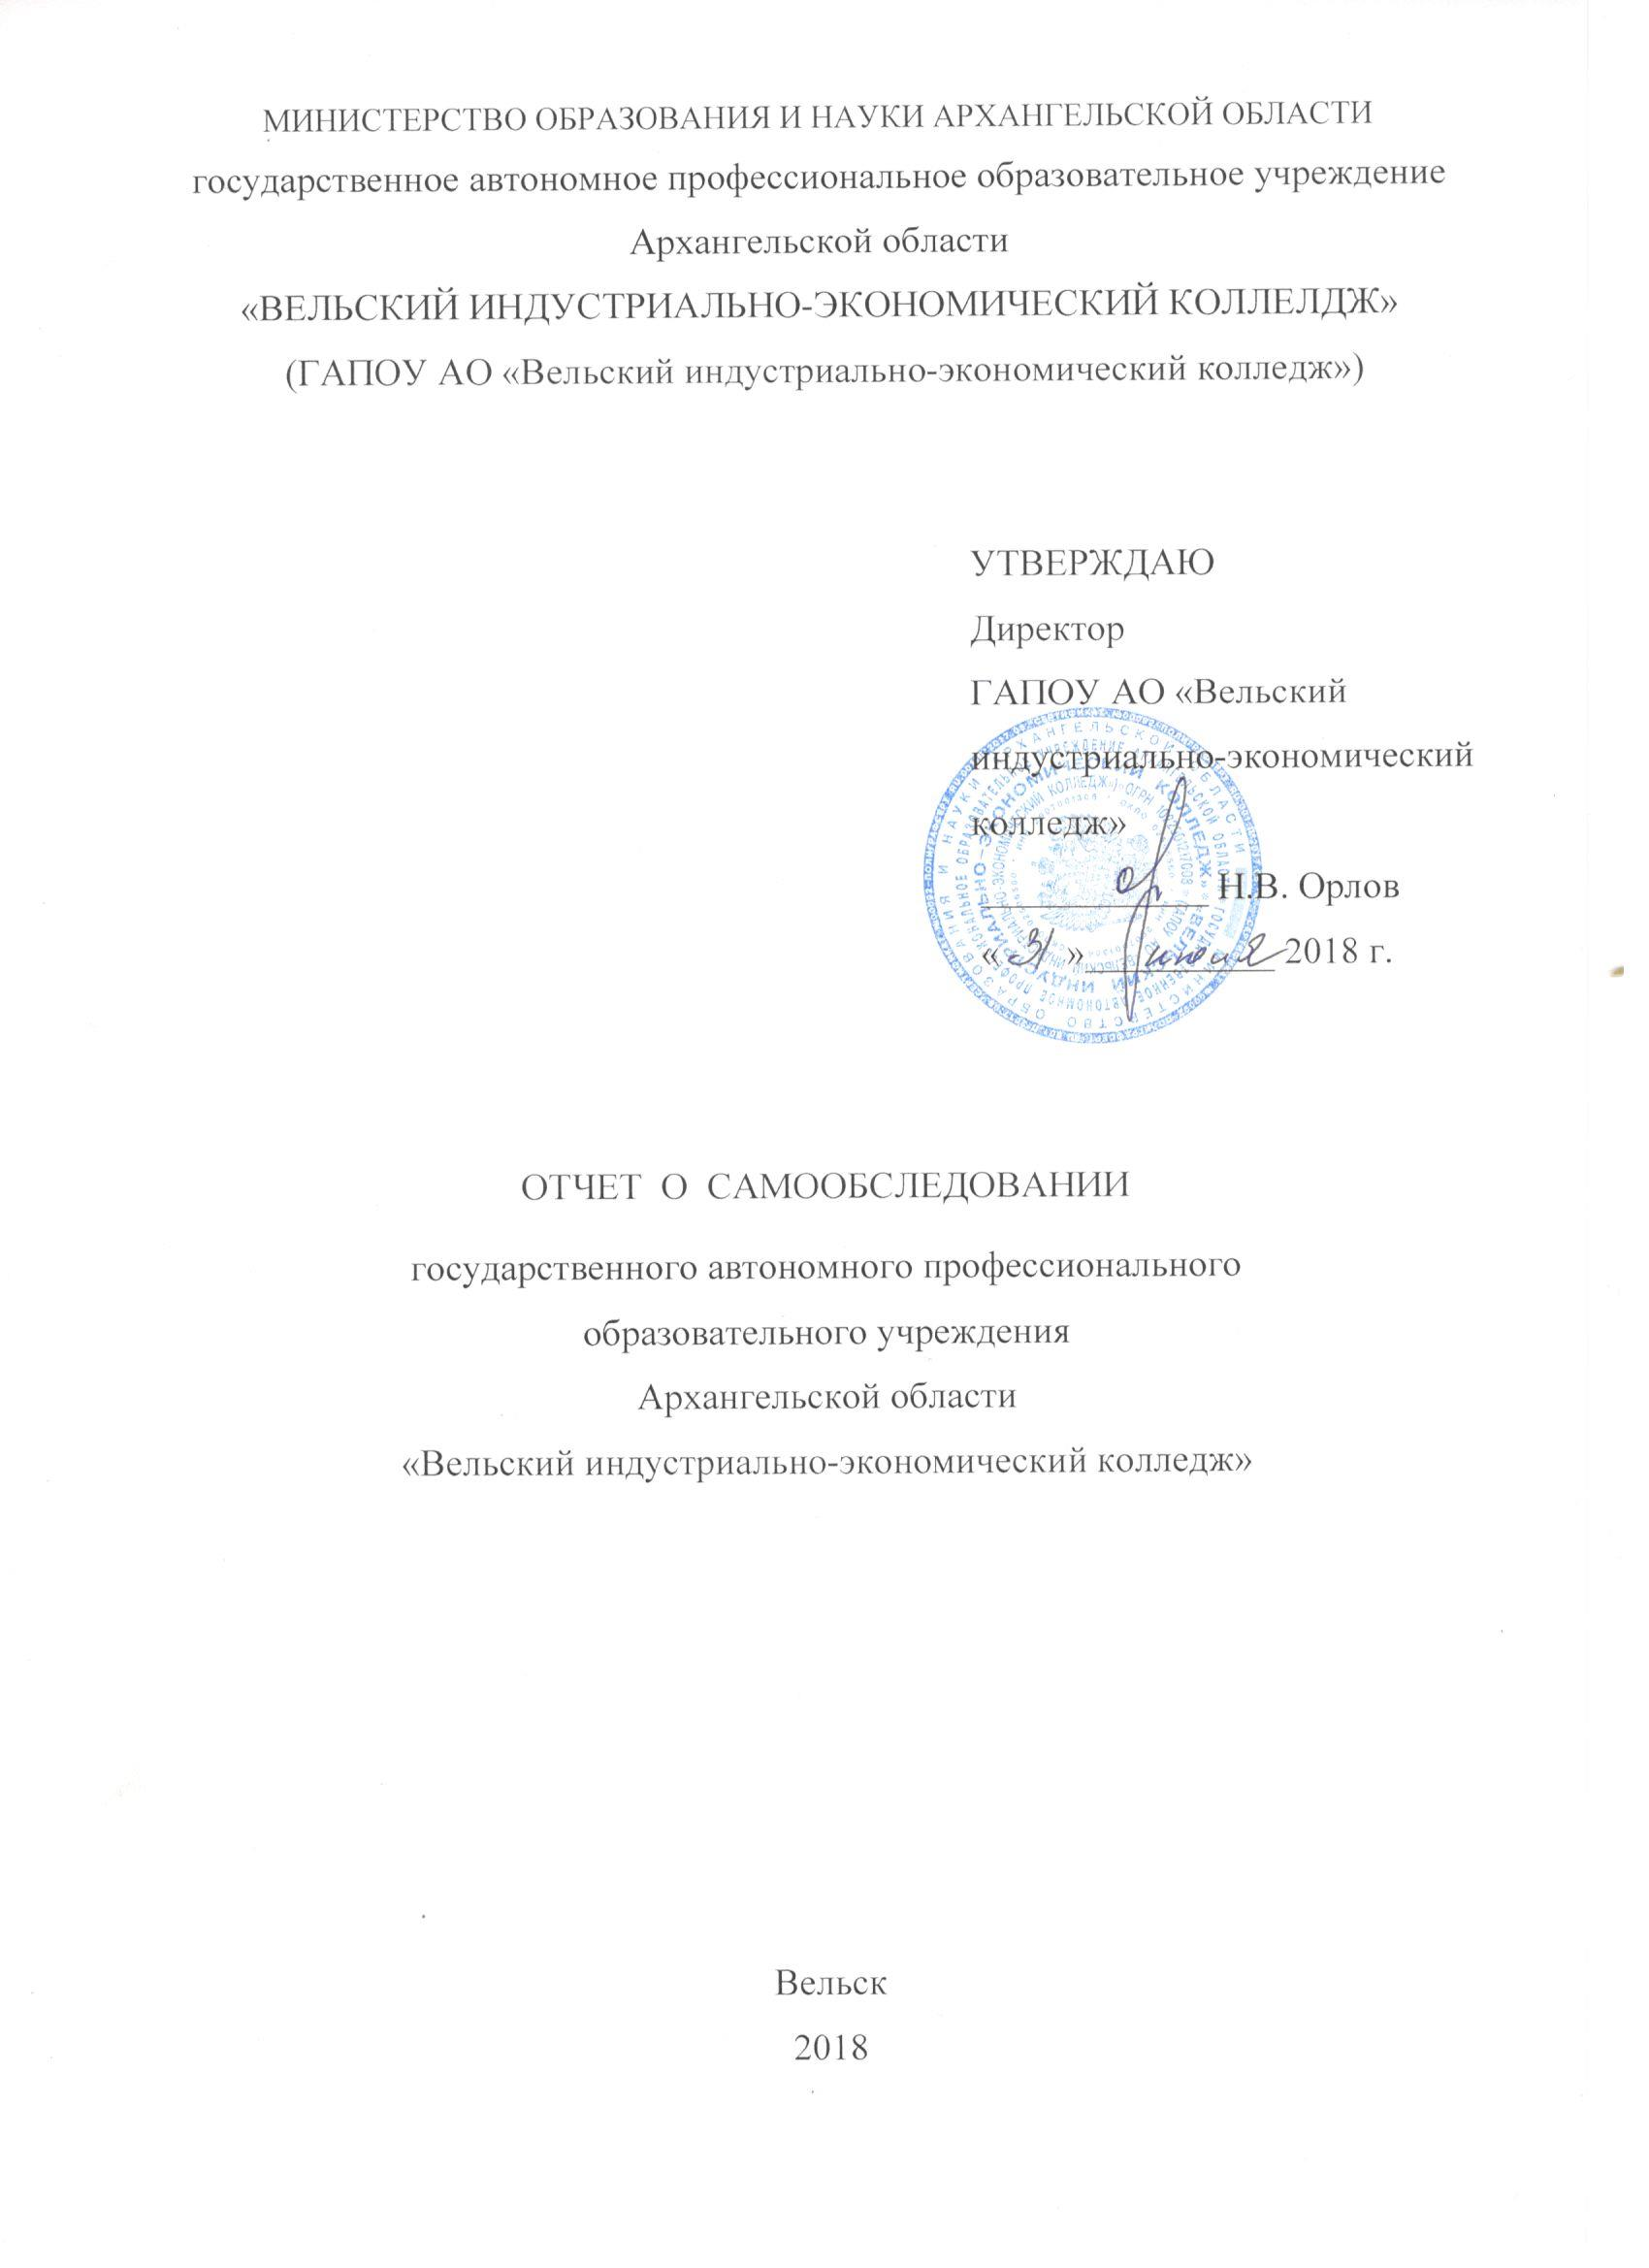 МИНИСТЕРСТВО ОБРАЗОВАНИЯ И НАУКИ АРХАНГЕЛЬСКОЙ ОБЛАСТИ
государственное автономное профессиональное образовательное учреждение
Архангельской области
«ВЕЛЬСКИЙ ИНДУСТРИАЛЬНО-ЭКОНОМИЧЕСКИЙ КОЛЛЕЛДЖ»
(ГАПОУ АО «Вельский индустриально-экономический колледж»)
УТВЕРЖДАЮ
Директор
ГАПОУ АО «Вельский
индустриально-экономический
колледж»
Н.В. Орлов
«31» 2018 г.
ОТЧЕТ О САМООБСЛЕДОВАНИИ
государственного автономного профессионального
образовательного учреждения
Архангельской области
«Вельский индустриально-экономический колледж»
Вельск
2018